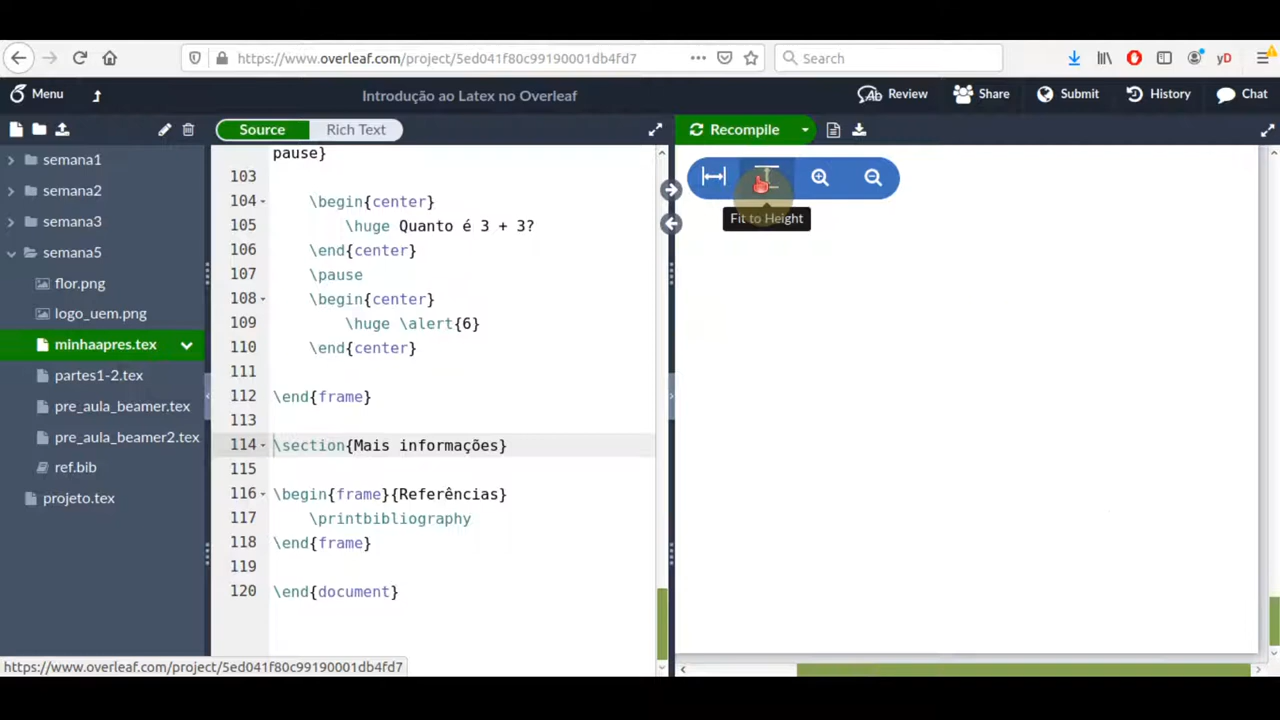 https://www.overleaf.com/project/5ed041f80c99190001db4fd7
Search
yD
Menu
Introdução ao Latex no Overleaf
Review
Share
Submit
History
Chat
Source
Rich Text
Recompile
semana1
semana2
semana3
semana5
flor.png
logo_uem.png
minhaapres.tex
partes1-2.tex
pre_aula_beamer.tex
pre_aula_beamer2.tex
ref.bib
projeto.tex
pause}
103
104 \begin{center}
105 \huge Quanto é 3 + 3?
106 \end{center}
107 \pause
108 \begin{center}
109 \huge \alert{6}
110 \end{center}
111
112 \end{frame}
113
114 \section{Mais informações}
115
116 \begin{frame}{Referências}
117 \printbibliography
118 \end{frame}
119
120 \end{document}
Fit to Height
https://www.overleaf.com/project/5ed041f80c99190001db4fd7